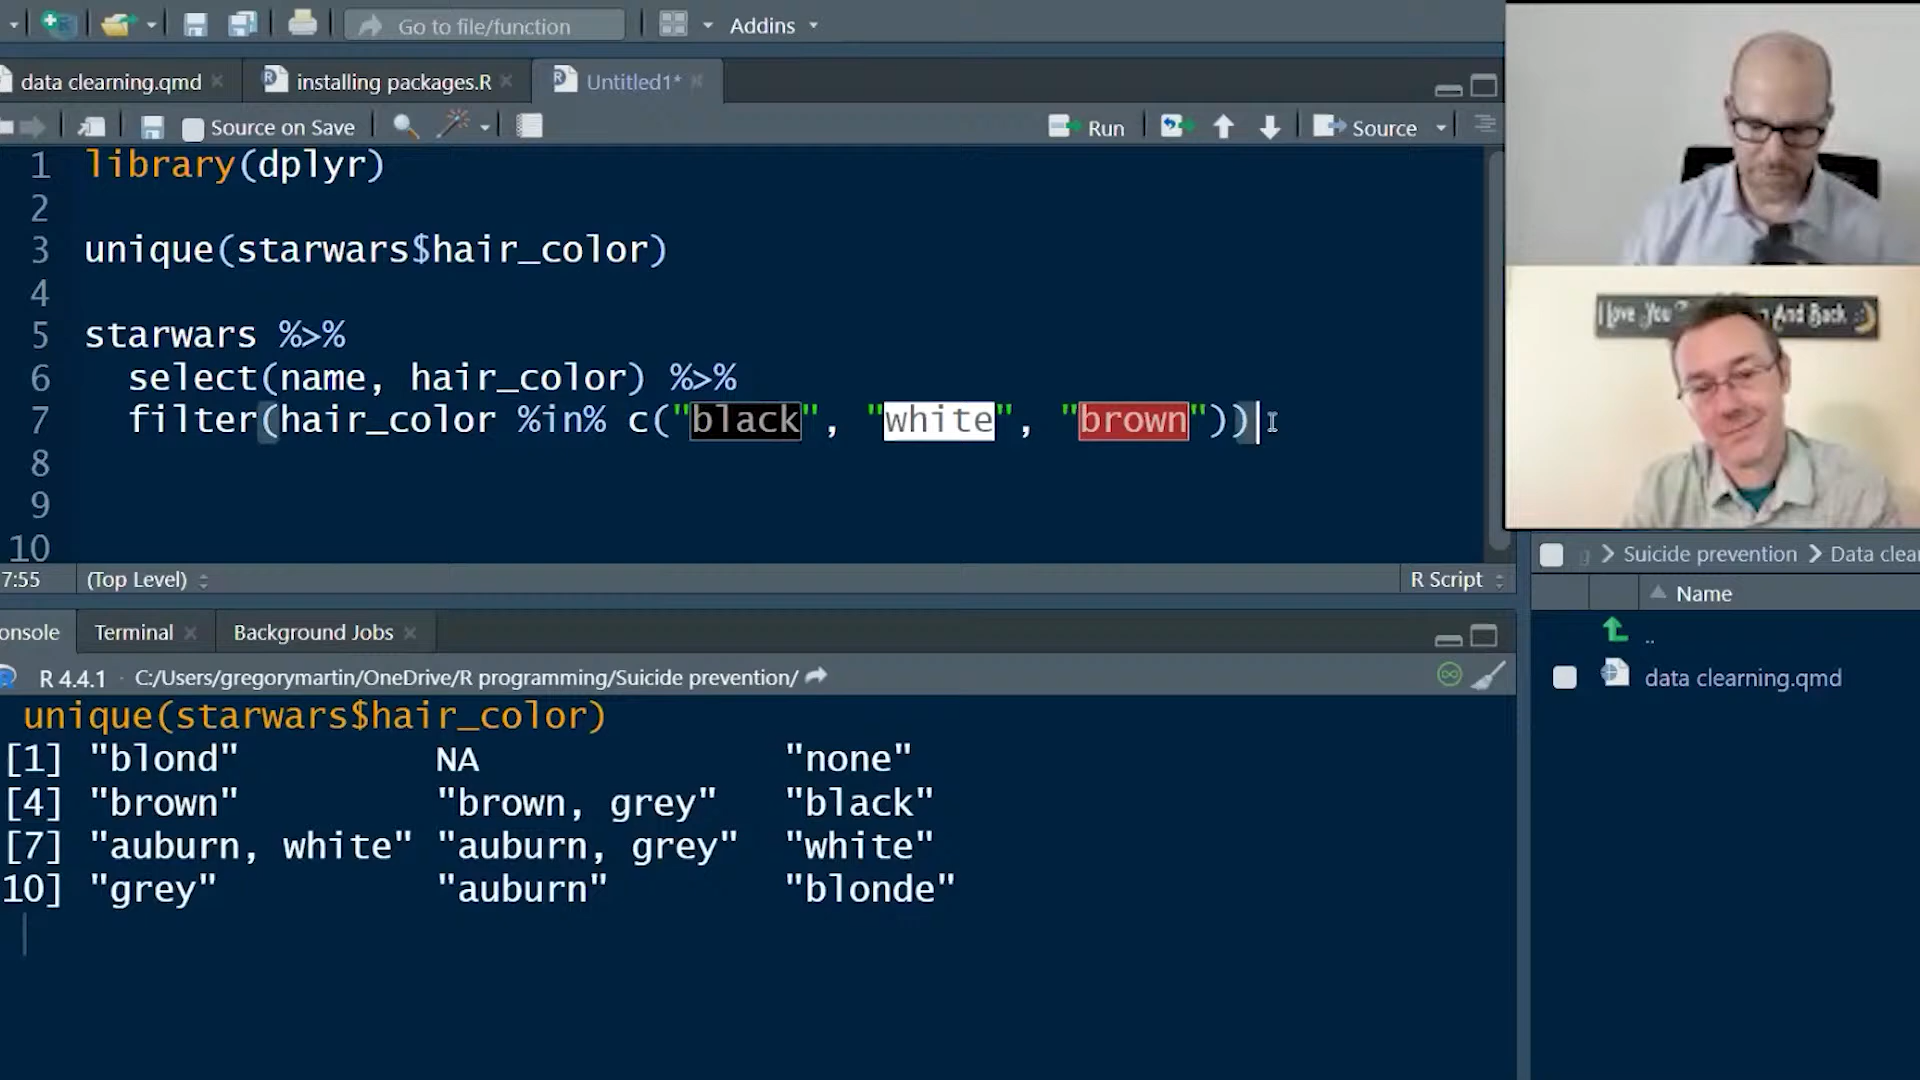 Go to file/function
Addins
data clearning.qmd
installing packages.R
Untitled1*
Source on Save
Run
Source
1 library(dplyr)
2
3 unique(starwars$hair_color)
4
5 starwars %>%
6 select(name, hair_color) %>%
7 filter(hair_color %in% c("black", "white", "brown"))
8
9
10
7:55 (Top Level)
R Script
onsole
Terminal
Background Jobs
R 4.4.1 · C:/Users/gregorymartin/OneDrive/R programming/Suicide prevention/
unique(starwars$hair_color)
[1] "blond" NA "none"
[4] "brown" "brown, grey" "black"
[7] "auburn, white" "auburn, grey" "white"
10] "grey" "auburn" "blonde"
I Love You And Back
Suicide prevention
Data clea
Name
..
data clearning.qmd